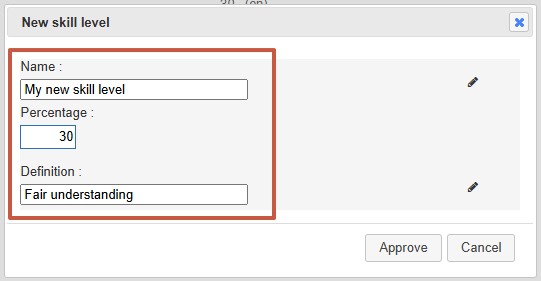 New skill level
Name :
My new skill level
Percentage :
30
Definition :
Fair understanding
Approve Cancel